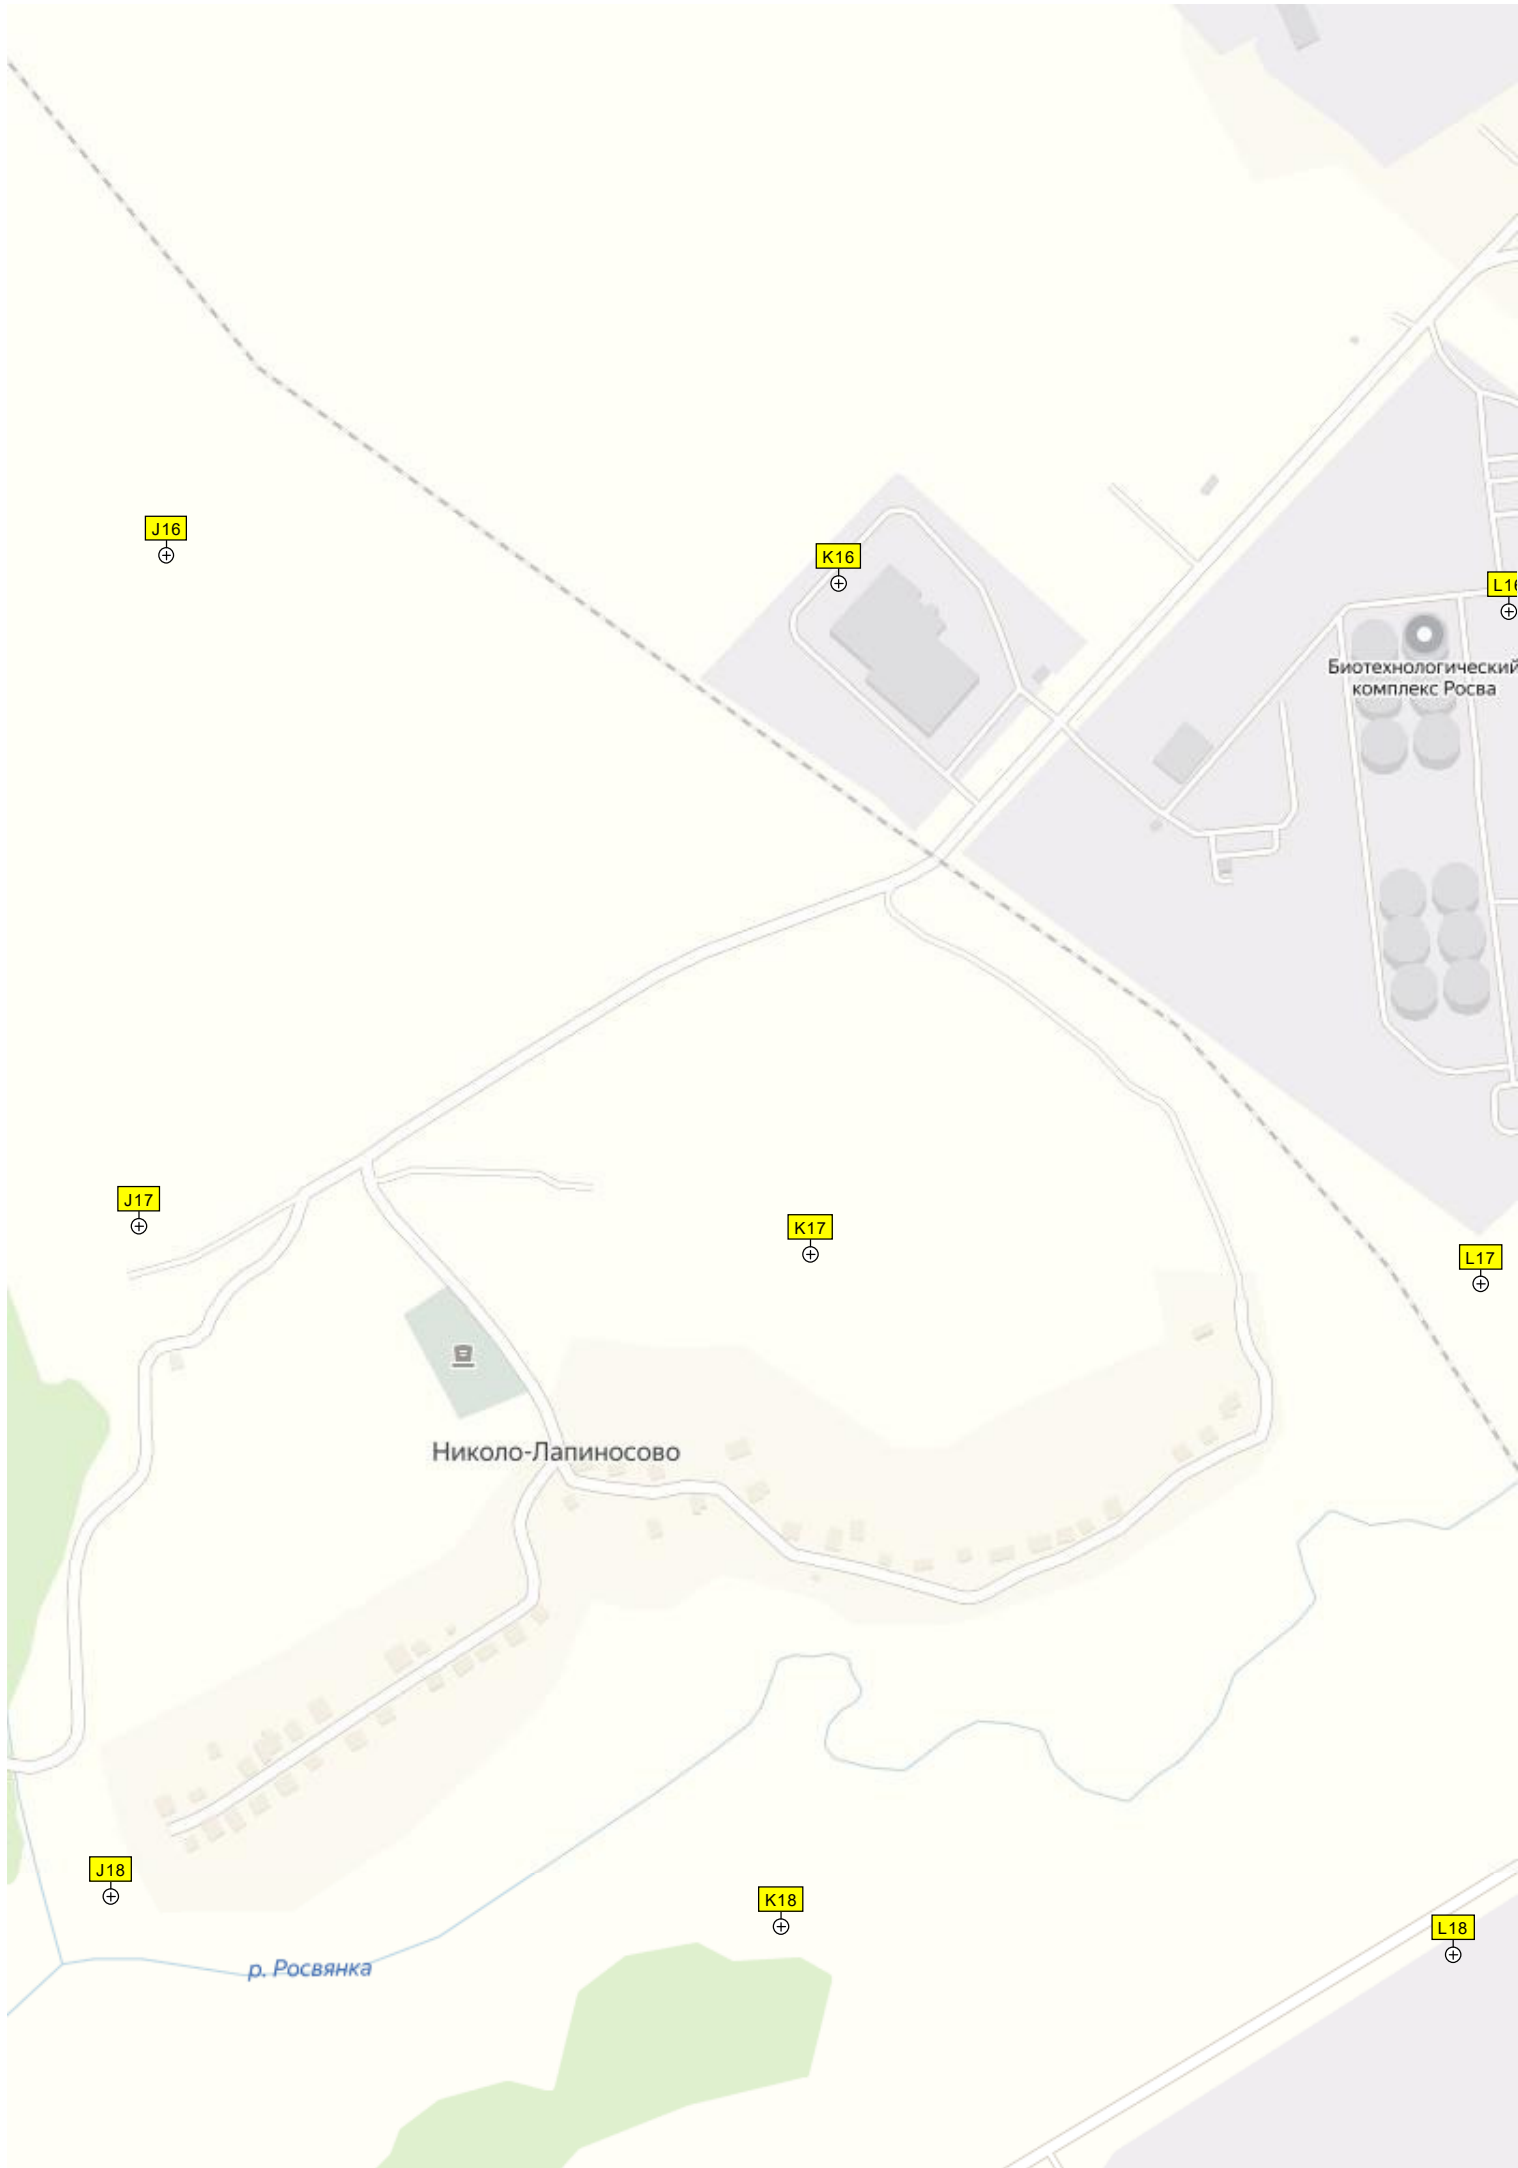 J16
K16
L16
Биотехнологический
комплекс Росва
J17
K17
L17
Николо-Лапиносово
J18
K18
L18
р. Росвянка